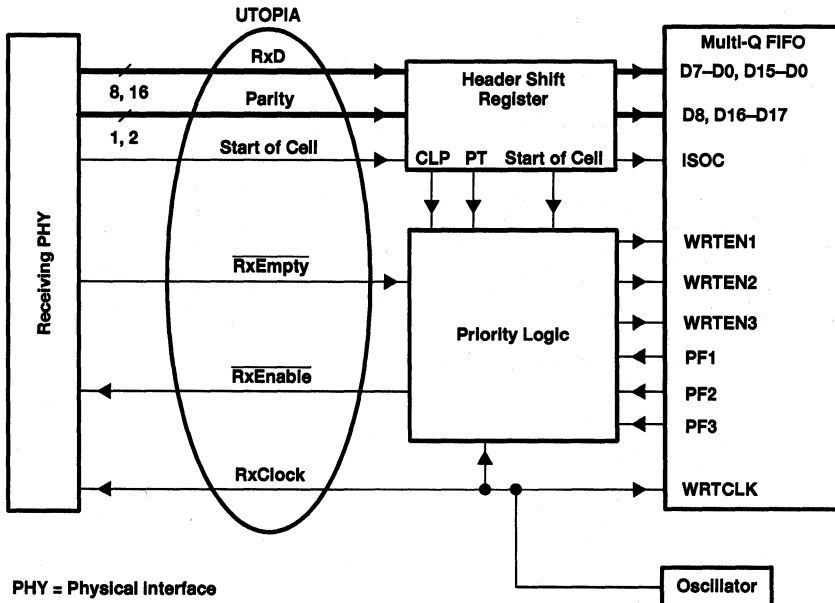 UTOPIA
Receiving PHY
RxD
8, 16
Parity
1, 2
Start of Cell
RxEmpty
RxEnable
RxClock
Header Shift
Register
CLP PT Start of Cell
Priority Logic
Multi-Q FIFO
D7–D0, D15–D0
D8, D16–D17
ISOC
WRTEN1
WRTEN2
WRTEN3
PF1
PF2
PF3
WRTCLK
Oscillator
PHY = Physical interface